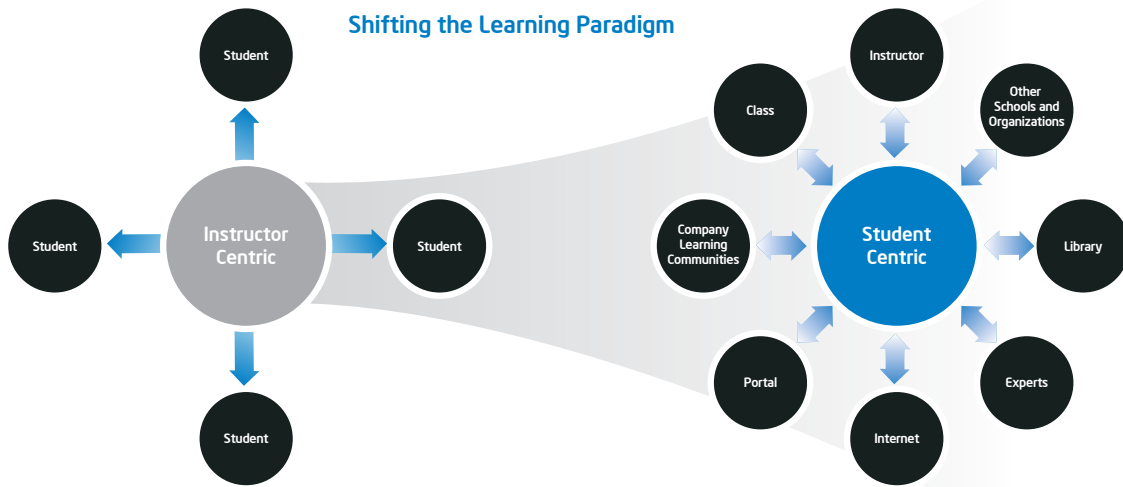 Shifting the Learning Paradigm
Student
Student
Instructor
Centric
Student
Student
Instructor
Class
Other
Schools and
Organizations
Company
Learning
Communities
Student
Centric
Library
Portal
Experts
Internet